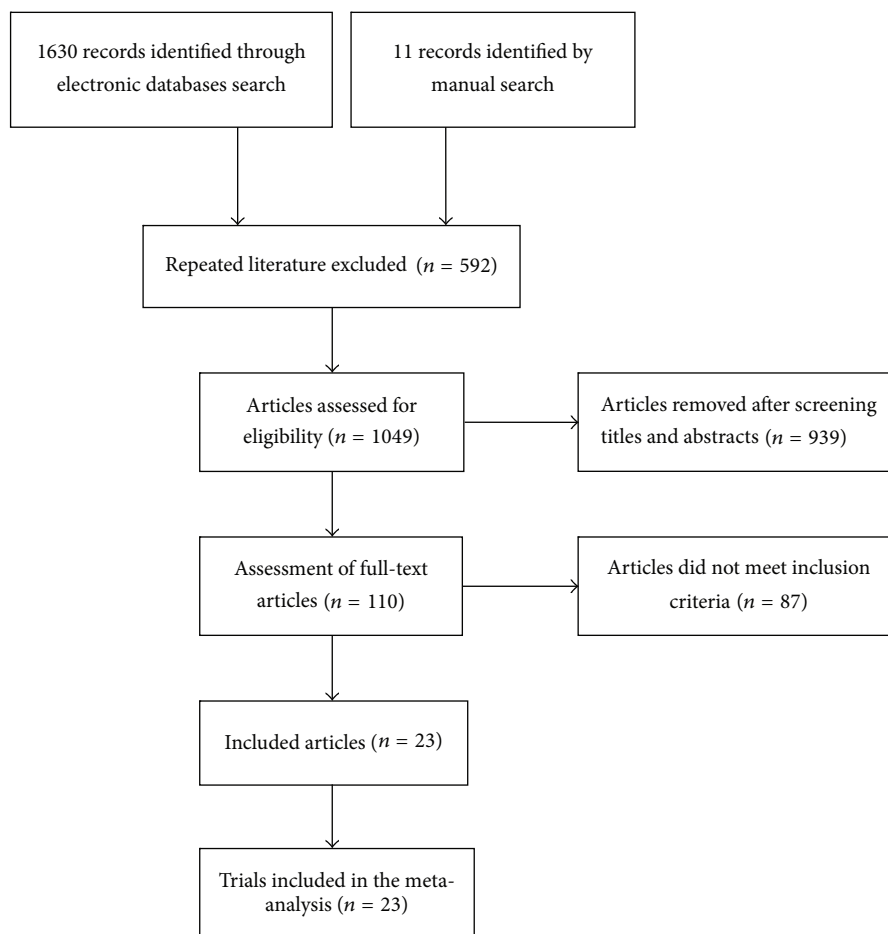 1630 records identified through
electronic databases search
11 records identified by
manual search
Repeated literature excluded (n = 592)
Articles assessed for
eligibility (n = 1049)
Articles removed after screening
titles and abstracts (n = 939)
Assessment of full-text
articles (n = 110)
Articles did not meet inclusion
criteria (n = 87)
Included articles (n = 23)
Trials included in the meta-
analysis (n = 23)